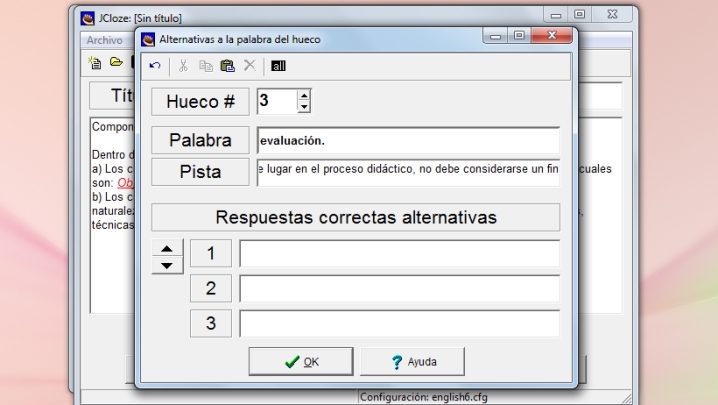 JCloze: [Sin título]
Archivo
Alternativas a la palabra del hueco
all
Tít
Hueco # 3
Palabra evaluación.
Pista e lugar en el proceso didáctico, no debe considerarse un fin
Compon
Dentro d
a) Los c cuales
son: Obj
b) Los c
naturale
técnicas
Respuestas correctas alternativas
1
2
3
OK
? Ayuda
Configuración: english6.cfg